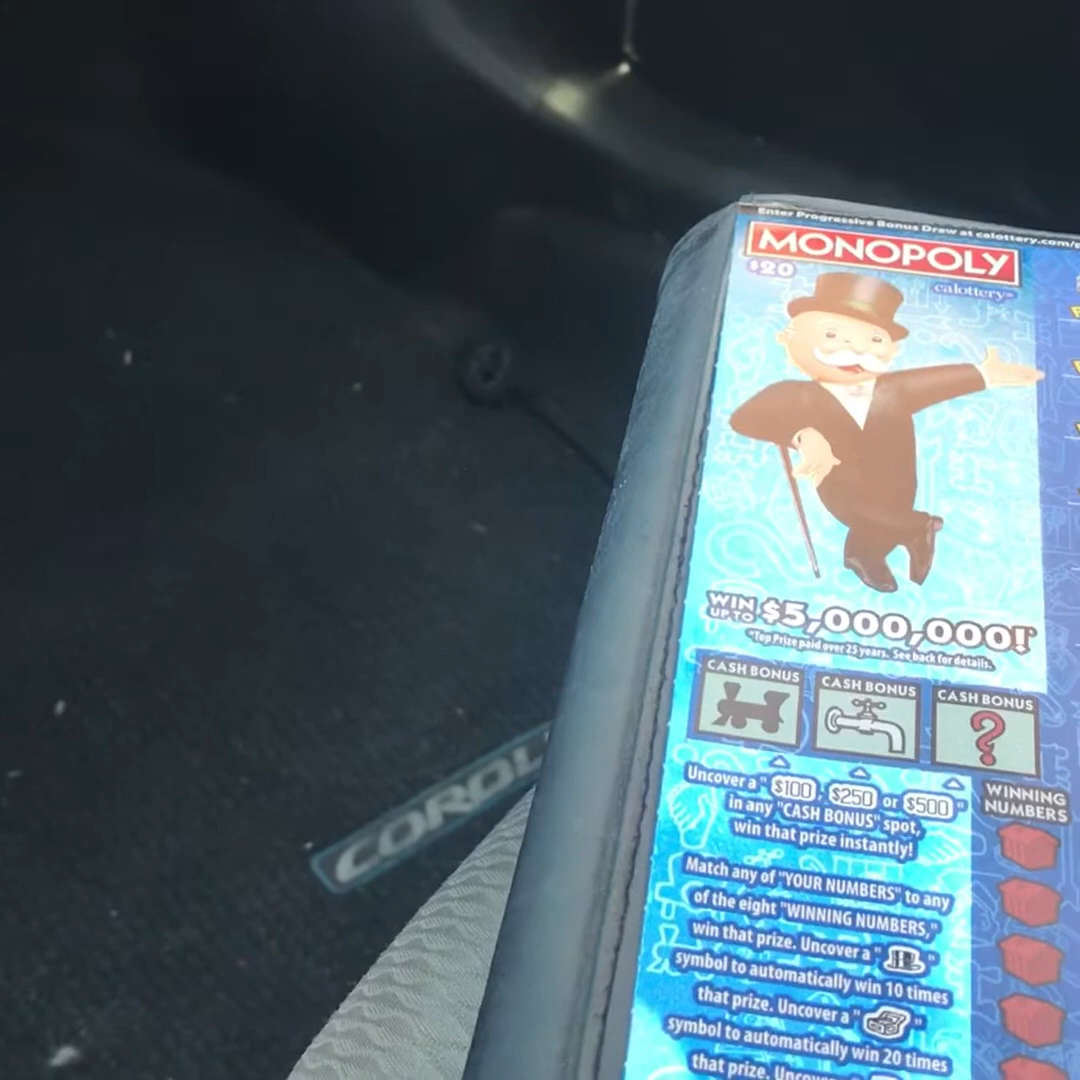 Enter Progressive Bonus Draw at calottery.com/
MONOPOLY
$20
calottery
WIN UP TO $5,000,000!*
*Top Prize paid over 25 years. See back for details.
CASH BONUS
CASH BONUS
CASH BONUS
?
Uncover a "$100, $250 or $500"
in any "CASH BONUS" spot,
win that prize instantly!
WINNING
NUMBERS
Match any of "YOUR NUMBERS" to any
of the eight "WINNING NUMBERS,"
win that prize. Uncover a " "
symbol to automatically win 10 times
that prize. Uncover a " "
symbol to automatically win 20 times
that prize.
COROL